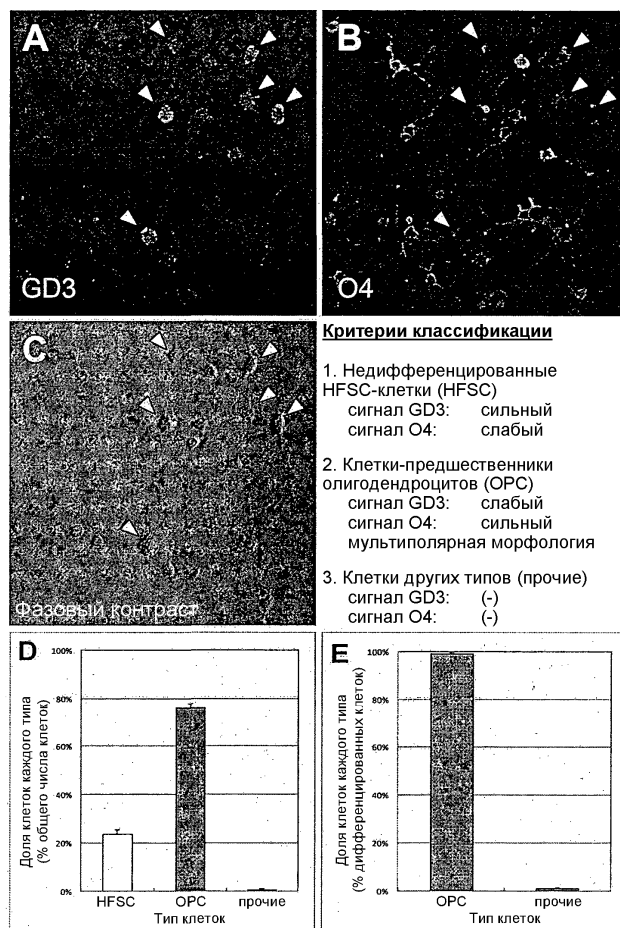 A
GD3
B
O4
C
Фазовый контраст
Критерии классификации
1. Недифференцированные
HFSC-клетки (HFSC)
сигнал GD3: сильный
сигнал O4: слабый
2. Клетки-предшественники
олигодендроцитов (OPC)
сигнал GD3: слабый
сигнал O4: сильный
мультиполярная морфология
3. Клетки других типов (прочие)
сигнал GD3: (-)
сигнал O4: (-)
D
Доля клеток каждого типа
(% общего числа клеток)
100%
80%
60%
40%
20%
0%
HFSC OPC прочие
Тип клеток
E
Доля клеток каждого типа
(% дифференцированных клеток)
100%
80%
60%
40%
20%
0%
OPC прочие
Тип клеток